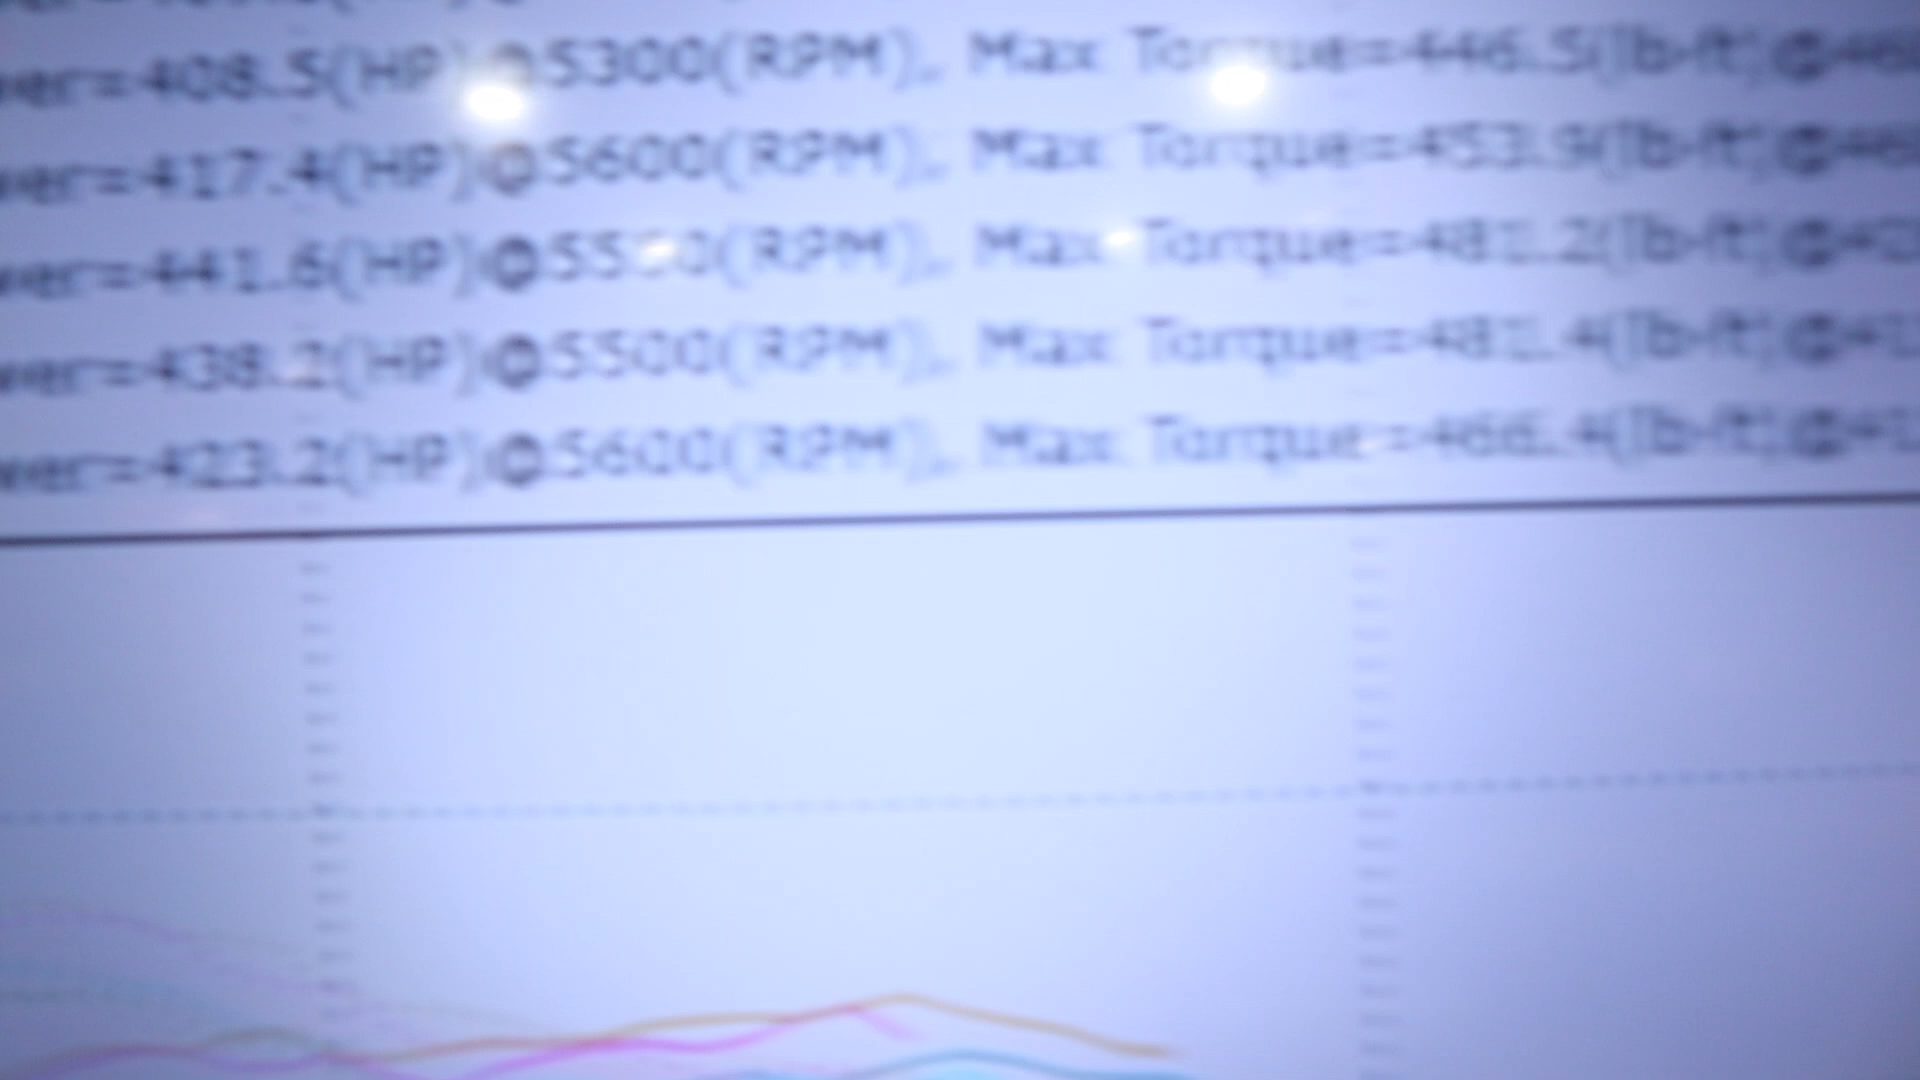 wer=408.5(HP)@5300(RPM), Max Torque=446.5(lb-ft)@
wer=417.4(HP)@5600(RPM), Max Torque=453.9(lb-ft)@
wer=441.6(HP)@ (RPM), Max Torque=481.2(lb-ft)@
wer=438.2(HP)@5500(RPM), Max Torque=481.4(lb-ft)@
wer=423.2(HP)@5600(RPM), Max Torque=466.4(lb-ft)@